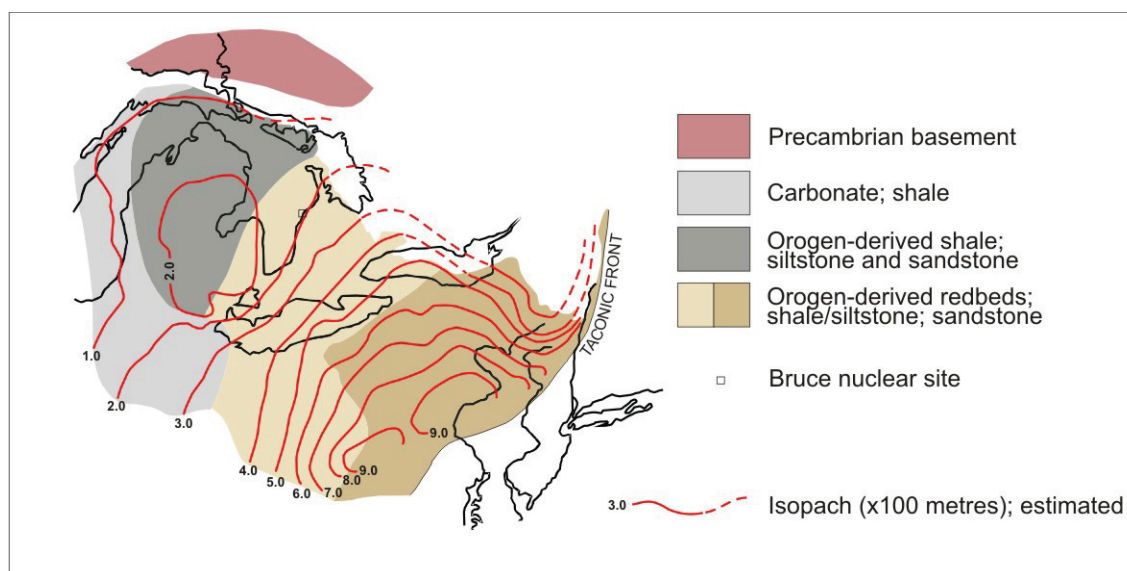 Precambrian basement
Carbonate; shale
Orogen-derived shale;
siltstone and sandstone
Orogen-derived redbeds;
shale/siltstone; sandstone
Bruce nuclear site
3.0
Isopach (x100 metres); estimated
TACONIC FRONT
2.0
1.0
2.0
3.0
4.0
5.0
6.0
7.0
8.0
9.0
9.0